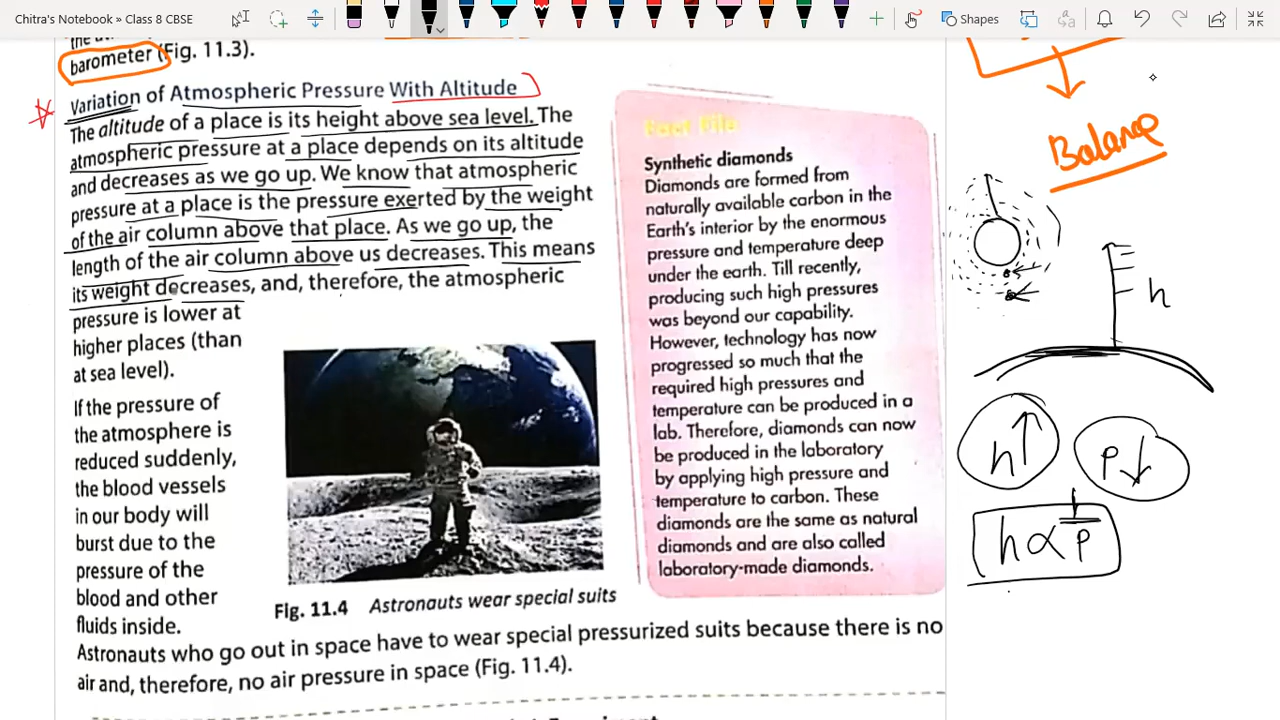 Chitra's Notebook » Class 8 CBSE
Shapes
barometer (Fig. 11.3).
Variation of Atmospheric Pressure With Altitude
The altitude of a place is its height above sea level. The
atmospheric pressure at a place depends on its altitude
and decreases as we go up. We know that atmospheric
pressure at a place is the pressure exerted by the weight
of the air column above that place. As we go up, the
length of the air column above us decreases. This means
its weight decreases, and, therefore, the atmospheric
pressure is lower at
higher places (than
at sea level).
If the pressure of
the atmosphere is
reduced suddenly,
the blood vessels
in our body will
burst due to the
pressure of the
blood and other
fluids inside.
Fig. 11.4 Astronauts wear special suits
Astronauts who go out in space have to wear special pressurized suits because there is no
air and, therefore, no air pressure in space (Fig. 11.4).
Fact File
Synthetic diamonds
Diamonds are formed from
naturally available carbon in the
Earth's interior by the enormous
pressure and temperature deep
under the earth. Till recently,
producing such high pressures
was beyond our capability.
However, technology has now
progressed so much that the
required high pressures and
temperature can be produced in a
lab. Therefore, diamonds can now
be produced in the laboratory
by applying high pressure and
temperature to carbon. These
diamonds are the same as natural
diamonds and are also called
laboratory-made diamonds.
Balance
h
h↑ P↓
h ∝ 1/P